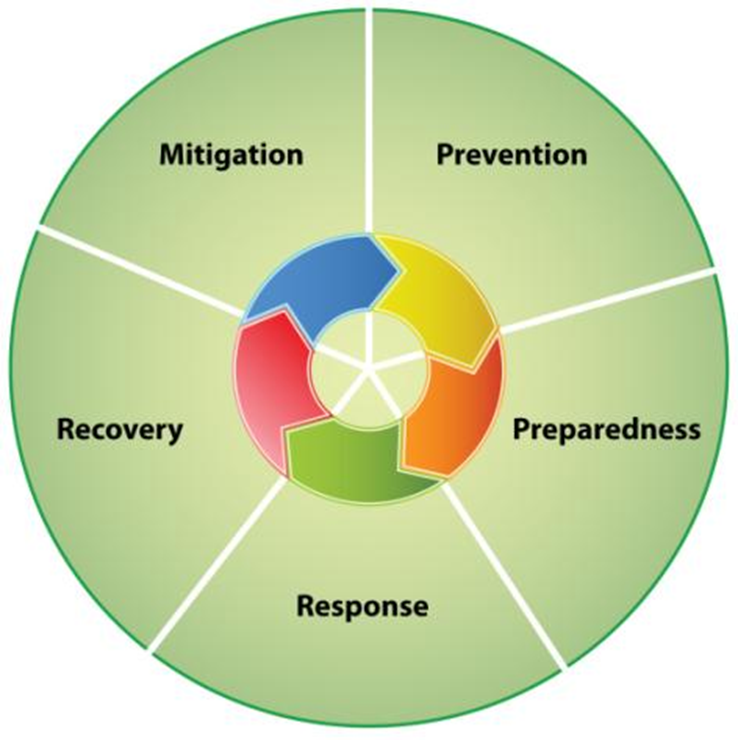 Mitigation
Prevention
Recovery
Preparedness
Response